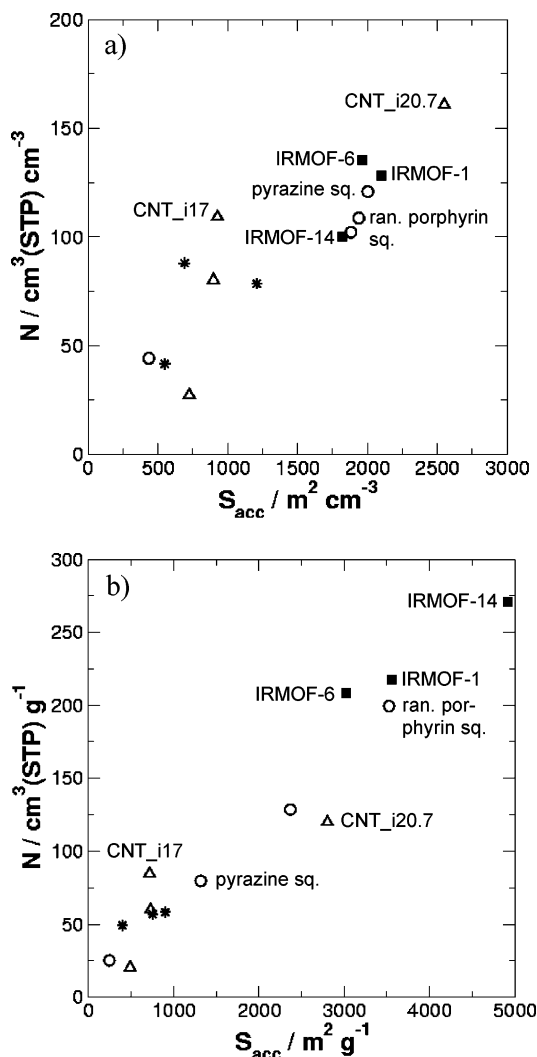 a)
200
150
100
50
0
N / cm³(STP) cm⁻³
CNT_i20.7
IRMOF-6
IRMOF-1
pyrazine sq.
CNT_i17
ran. porphyrin
sq.
IRMOF-14
0 500 1000 1500 2000 2500 3000
S_acc / m² cm⁻³
b)
300
250
200
150
100
50
0
N / cm³(STP) g⁻¹
IRMOF-14
IRMOF-1
IRMOF-6
ran. por-
phyrin sq.
CNT_i20.7
CNT_i17
pyrazine sq.
0 1000 2000 3000 4000 5000
S_acc / m² g⁻¹